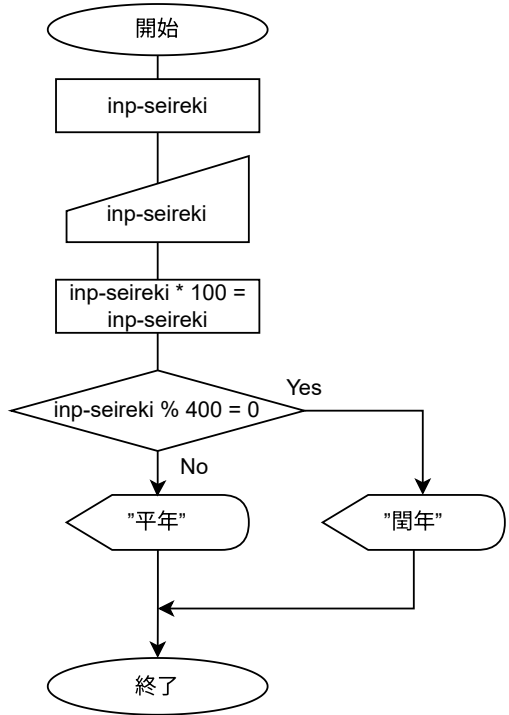 開始
inp-seireki
inp-seireki
inp-seireki * 100 =
inp-seireki
inp-seireki % 400 = 0
Yes
No
”平年”
”閏年”
終了